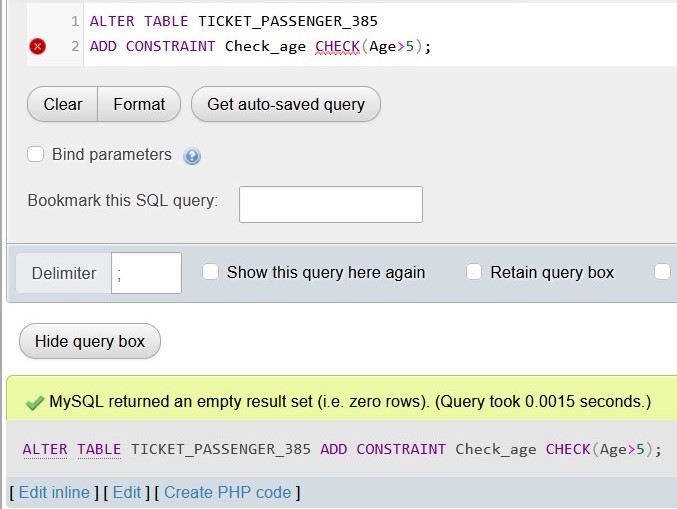 1 ALTER TABLE TICKET_PASSENGER_385
2 ADD CONSTRAINT Check_age CHECK(Age>5);
Clear Format Get auto-saved query
Bind parameters
Bookmark this SQL query:
Delimiter ; Show this query here again Retain query box
Hide query box
MySQL returned an empty result set (i.e. zero rows). (Query took 0.0015 seconds.)
ALTER TABLE TICKET_PASSENGER_385 ADD CONSTRAINT Check_age CHECK(Age>5);
[ Edit inline ] [ Edit ] [ Create PHP code ]